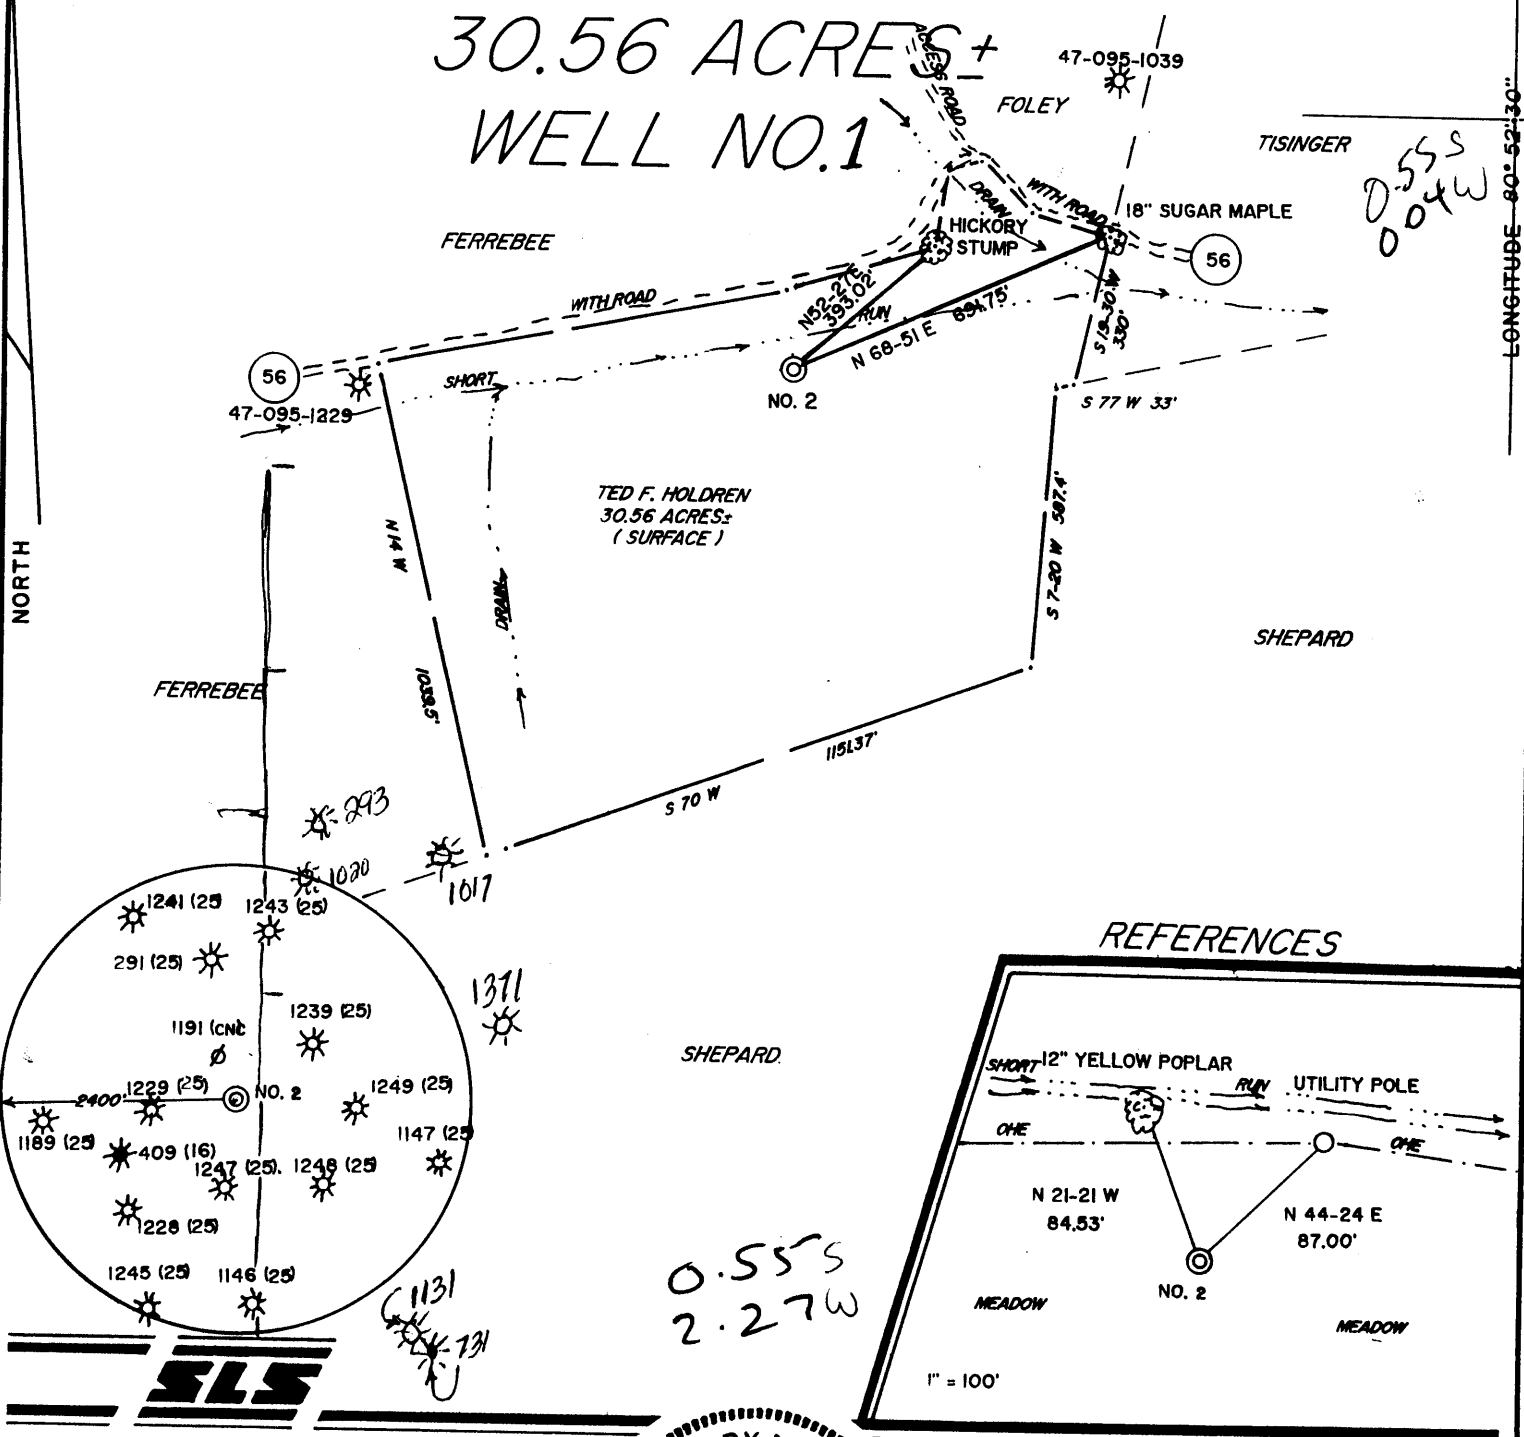 30.56 ACRES±
WELL NO.1
ACCESS ROAD
47-095-1039
FOLEY
TISINGER
0.55 S
0.04 W
LONGITUDE 80° 52' 30"
DRAIN
WITH ROAD
18" SUGAR MAPLE
HICKORY
STUMP
56
FERREBEE
WITH ROAD
N52-27E
393.02'
RUN
N 68-51 E 891.75'
S 19-30 W
330'
56
SHORT
47-095-1229
NO. 2
S 77 W 33'
TED F. HOLDREN
30.56 ACRES±
( SURFACE )
N 14 W
1039.5'
DRAIN
S 7-20 W 587.4'
NORTH
SHEPARD
FERREBEE
S 70 W
1151.37'
293
1020
1017
1241 (25)
1243 (25)
291 (25)
1371
1239 (25)
1191 (CNC
SHEPARD
2400'
1229 (25)
NO. 2
1249 (25)
1189 (25)
409 (16)
1147 (25)
1247 (25).
1248 (25)
1228 (25)
1245 (25)
1146 (25)
1131
731
0.55 S
2.27 W
SLS
REFERENCES
SHORT
12" YELLOW POPLAR
RUN
UTILITY POLE
OHE
OHE
N 21-21 W
84.53'
N 44-24 E
87.00'
NO. 2
MEADOW
MEADOW
1" = 100'